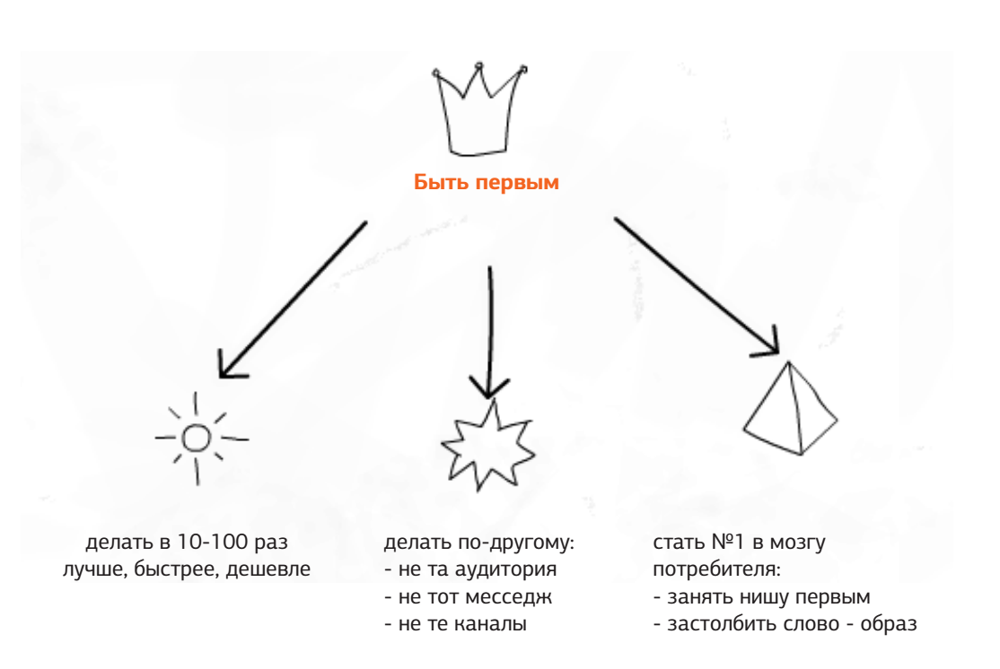 Быть первым
делать в 10-100 раз
лучше, быстрее, дешевле
делать по-другому:
- не та аудитория
- не тот месседж
- не те каналы
стать №1 в мозгу
потребителя:
- занять нишу первым
- застолбить слово - образ